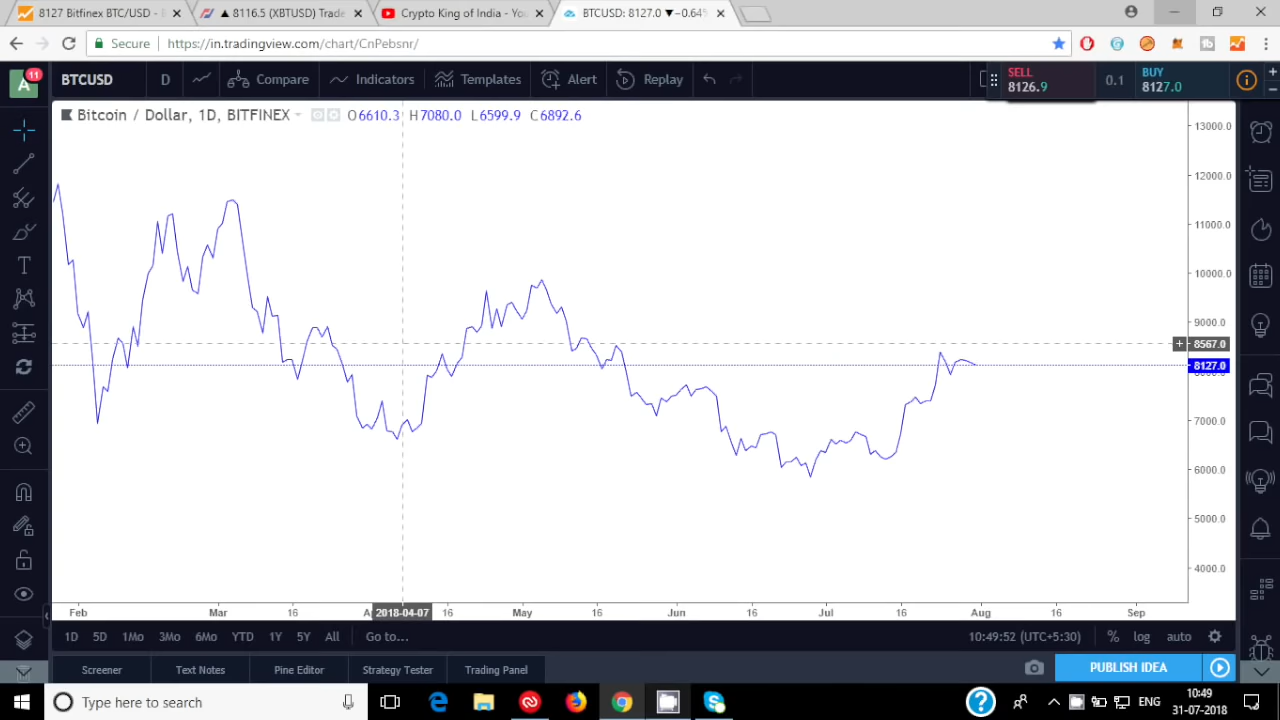 8127 Bitfinex BTC/USD - B
▲ 8116.5 (XBTUSD) Trade
Crypto King of India - You
BTCUSD: 8127.0 ▼−0.64%
Secure
https://in.tradingview.com/chart/CnPebsnr/
A 11
BTCUSD D Compare Indicators Templates Alert Replay
SELL 8126.9 0.1 BUY 8127.0
Bitcoin / Dollar, 1D, BITFINEX O6610.3 H7080.0 L6599.9 C6892.6
13000.0
12000.0
11000.0
10000.0
9000.0
8567.0
8127.0
8000.0
7000.0
6000.0
5000.0
4000.0
Feb Mar 16 2018-04-07 16 May 16 Jun 16 Jul 16 Aug 16 Sep
1D 5D 1Mo 3Mo 6Mo YTD 1Y 5Y All Go to... 10:49:52 (UTC+5:30) % log auto
Screener Text Notes Pine Editor Strategy Tester Trading Panel PUBLISH IDEA
Type here to search
ENG
10:49
31-07-2018